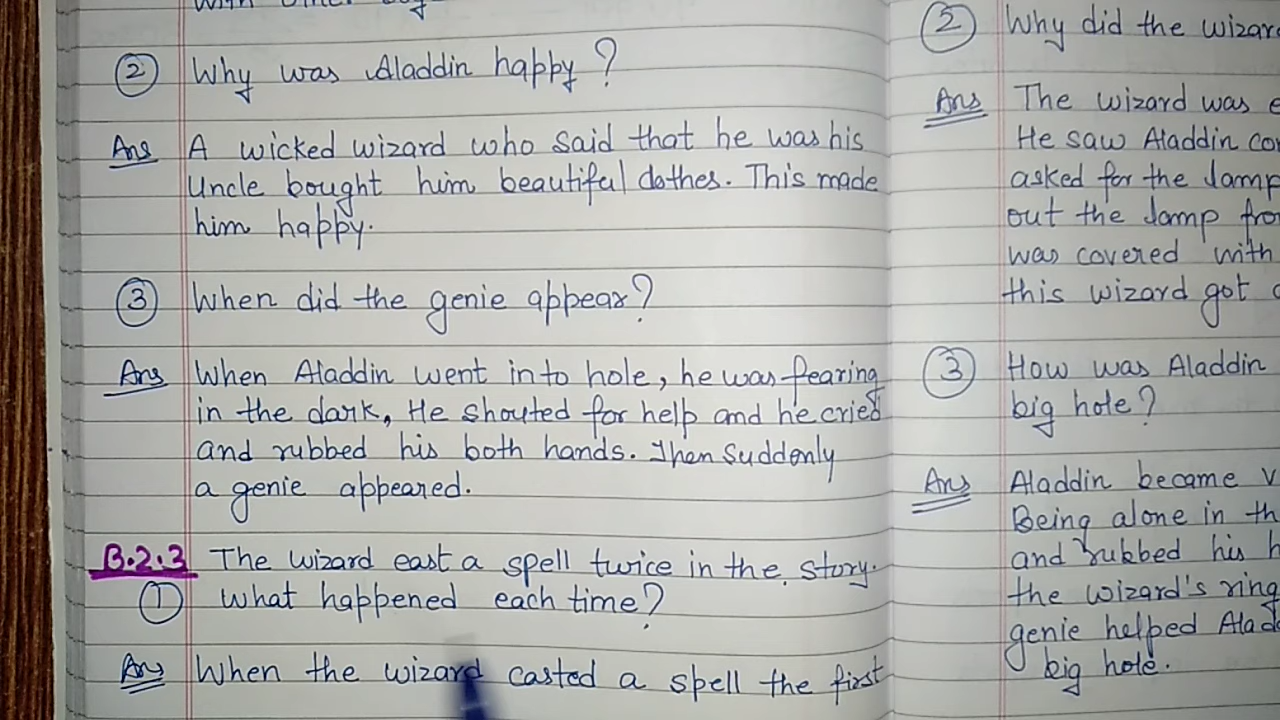 ② Why was Aladdin happy?
Ans A wicked wizard who said that he was his
Uncle bought him beautiful clothes. This made
him happy.
③ When did the genie appear?
Ans When Aladdin went into hole, he was fearing
in the dark, He shouted for help and he cried
and rubbed his both hands. Then suddenly
a genie appeared.
B.2.3 The wizard cast a spell twice in the story.
① What happened each time?
Ans When the wizard casted a spell the first
② Why did the wizar
Ans The wizard was
He saw Aladdin
asked for the lamp
out the lamp
was covered with
this wizard got
③ How was Aladdin
big hole?
Ans Aladdin became
Being alone in
and rubbed his
the wizard's ring
genie helped
big hole.